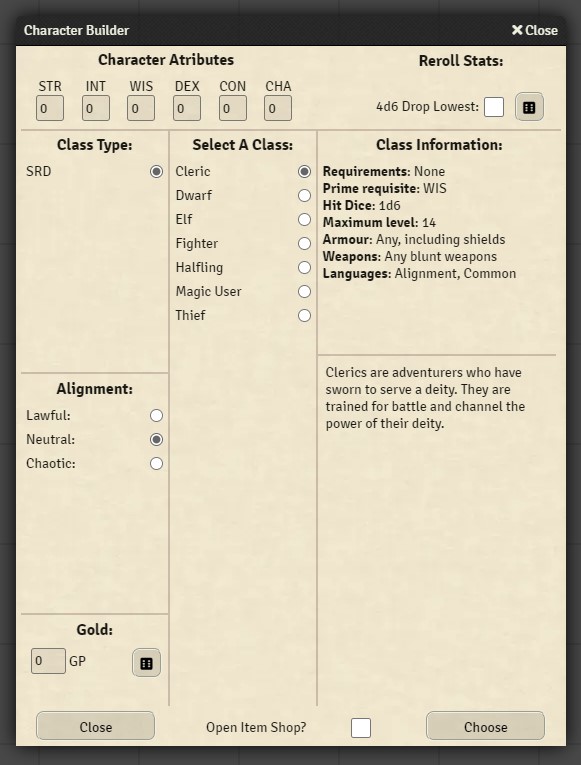 Character Builder
Close
Character Atributes
Reroll Stats:
STR INT WIS DEX CON CHA
0 0 0 0 0 0
4d6 Drop Lowest:
Class Type:
SRD
Select A Class:
Cleric
Dwarf
Elf
Fighter
Halfling
Magic User
Thief
Class Information:
Requirements: None
Prime requisite: WIS
Hit Dice: 1d6
Maximum level: 14
Armour: Any, including shields
Weapons: Any blunt weapons
Languages: Alignment, Common
Clerics are adventurers who have
sworn to serve a deity. They are
trained for battle and channel the
power of their deity.
Alignment:
Lawful:
Neutral:
Chaotic:
Gold:
0 GP
Close
Open Item Shop?
Choose